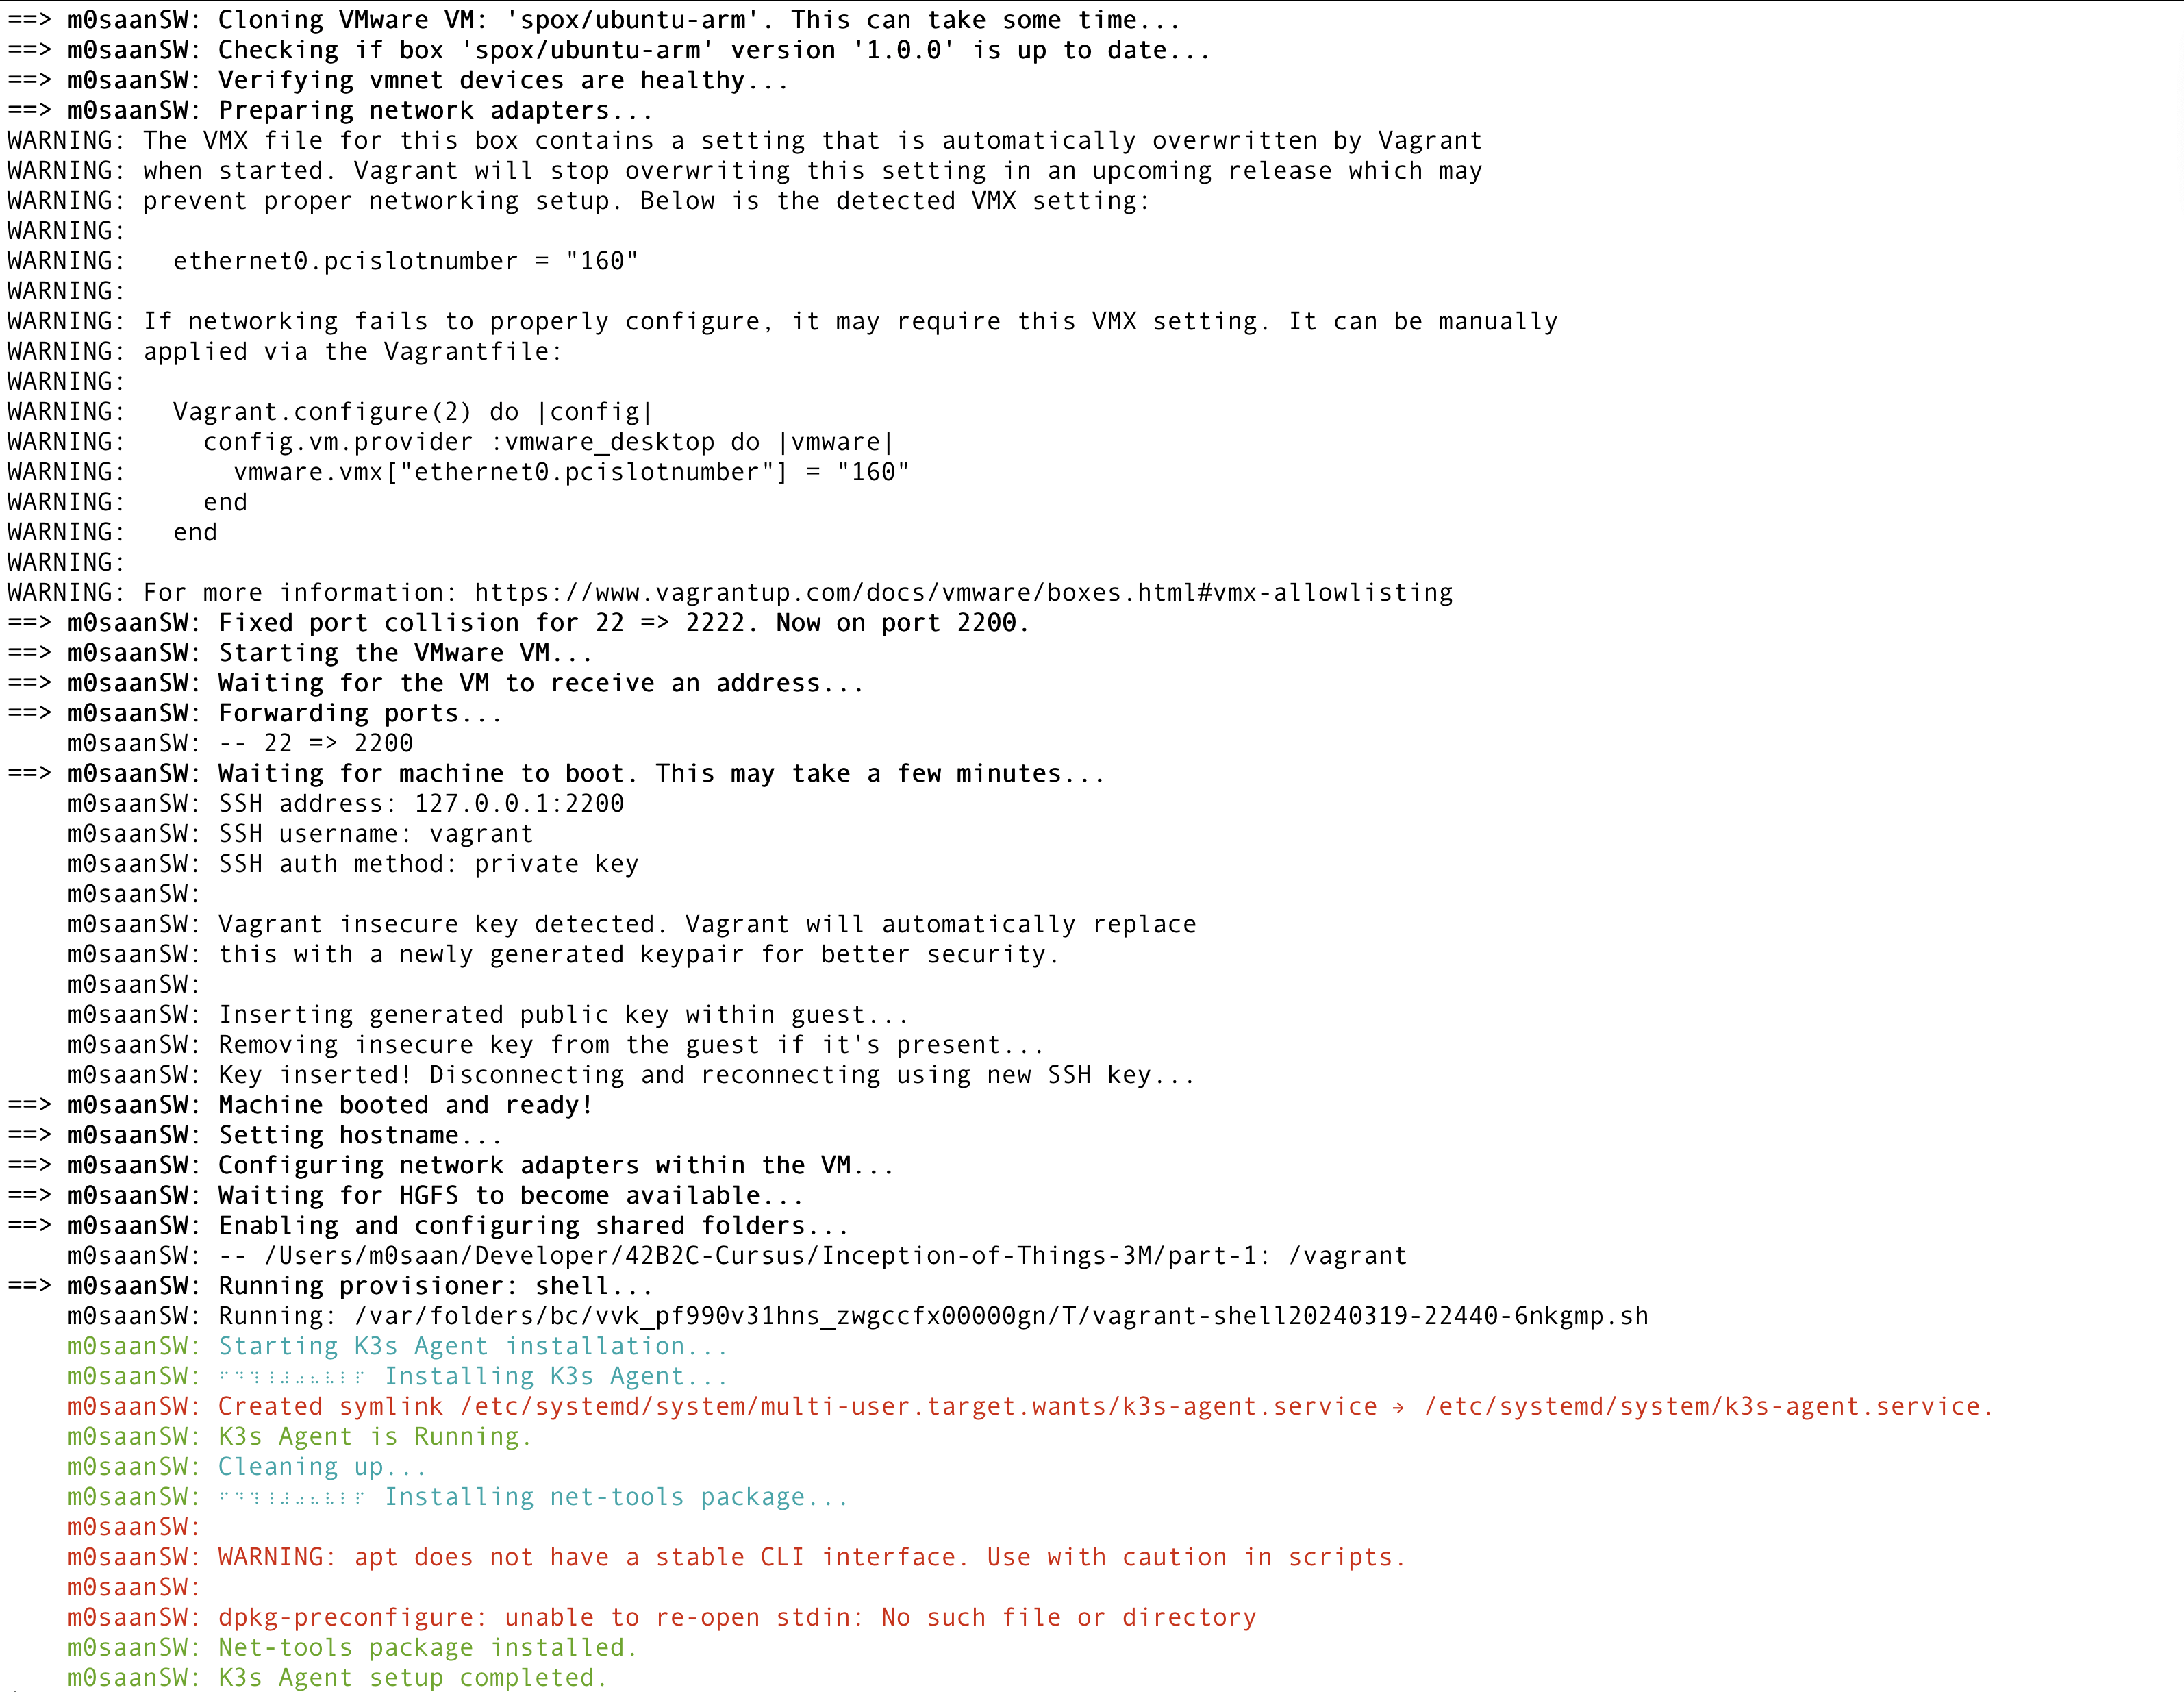 ==> m0saanSW: Cloning VMware VM: 'spox/ubuntu-arm'. This can take some time...
==> m0saanSW: Checking if box 'spox/ubuntu-arm' version '1.0.0' is up to date...
==> m0saanSW: Verifying vmnet devices are healthy...
==> m0saanSW: Preparing network adapters...
WARNING: The VMX file for this box contains a setting that is automatically overwritten by Vagrant
WARNING: when started. Vagrant will stop overwriting this setting in an upcoming release which may
WARNING: prevent proper networking setup. Below is the detected VMX setting:
WARNING:
WARNING:   ethernet0.pcislotnumber = "160"
WARNING:
WARNING: If networking fails to properly configure, it may require this VMX setting. It can be manually
WARNING: applied via the Vagrantfile:
WARNING:
WARNING:   Vagrant.configure(2) do |config|
WARNING:     config.vm.provider :vmware_desktop do |vmware|
WARNING:       vmware.vmx["ethernet0.pcislotnumber"] = "160"
WARNING:     end
WARNING:   end
WARNING:
WARNING: For more information: https://www.vagrantup.com/docs/vmware/boxes.html#vmx-allowlisting
==> m0saanSW: Fixed port collision for 22 => 2222. Now on port 2200.
==> m0saanSW: Starting the VMware VM...
==> m0saanSW: Waiting for the VM to receive an address...
==> m0saanSW: Forwarding ports...
    m0saanSW: -- 22 => 2200
==> m0saanSW: Waiting for machine to boot. This may take a few minutes...
    m0saanSW: SSH address: 127.0.0.1:2200
    m0saanSW: SSH username: vagrant
    m0saanSW: SSH auth method: private key
    m0saanSW:
    m0saanSW: Vagrant insecure key detected. Vagrant will automatically replace
    m0saanSW: this with a newly generated keypair for better security.
    m0saanSW:
    m0saanSW: Inserting generated public key within guest...
    m0saanSW: Removing insecure key from the guest if it's present...
    m0saanSW: Key inserted! Disconnecting and reconnecting using new SSH key...
==> m0saanSW: Machine booted and ready!
==> m0saanSW: Setting hostname...
==> m0saanSW: Configuring network adapters within the VM...
==> m0saanSW: Waiting for HGFS to become available...
==> m0saanSW: Enabling and configuring shared folders...
    m0saanSW: -- /Users/m0saan/Developer/42B2C-Cursus/Inception-of-Things-3M/part-1: /vagrant
==> m0saanSW: Running provisioner: shell...
    m0saanSW: Running: /var/folders/bc/vvk_pf990v31hns_zwgccfx00000gn/T/vagrant-shell20240319-22440-6nkgmp.sh
    m0saanSW: Starting K3s Agent installation...
    m0saanSW: ⠋⠙⠹⠸⠼⠴⠦⠧⠇⠏ Installing K3s Agent...
    m0saanSW: Created symlink /etc/systemd/system/multi-user.target.wants/k3s-agent.service → /etc/systemd/system/k3s-agent.service.
    m0saanSW: K3s Agent is Running.
    m0saanSW: Cleaning up...
    m0saanSW: ⠋⠙⠹⠸⠼⠴⠦⠧⠇⠏ Installing net-tools package...
    m0saanSW:
    m0saanSW: WARNING: apt does not have a stable CLI interface. Use with caution in scripts.
    m0saanSW:
    m0saanSW: dpkg-preconfigure: unable to re-open stdin: No such file or directory
    m0saanSW: Net-tools package installed.
    m0saanSW: K3s Agent setup completed.